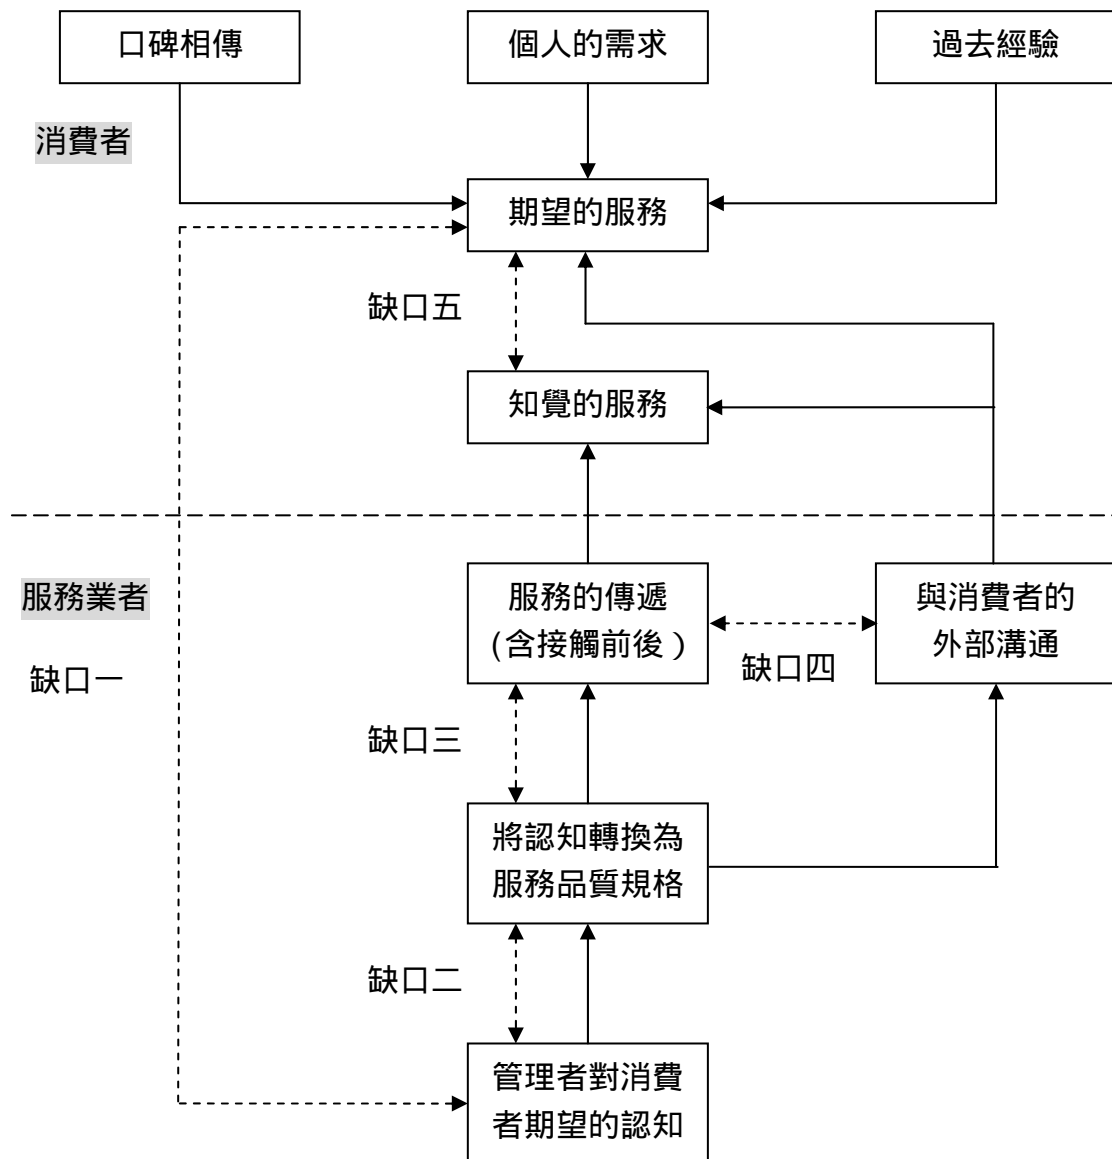 口碑相傳
個人的需求
過去經驗
消費者
期望的服務
缺口五
知覺的服務
服務業者
服務的傳遞
(含接觸前後）
與消費者的
外部溝通
缺口一
缺口四
缺口三
將認知轉換為
服務品質規格
缺口二
管理者對消費
者期望的認知